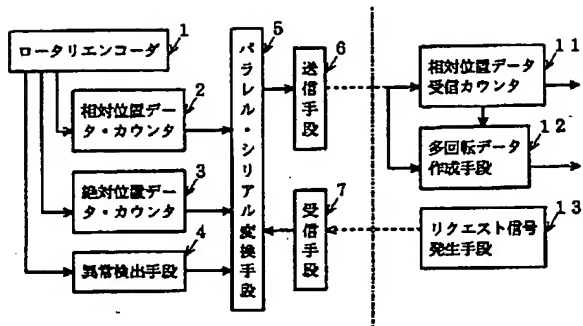 ロータリエンコーダ
1
相対位置デー
タ・カウンタ
2
絶対位置デー
タ・カウンタ
3
異常検出手段
4
パラレル・シリアル変換手段
5
送信手段
6
受信手段
7
相対位置データ
受信カウンタ
11
多回転データ
作成手段
12
リクエスト信号
発生手段
13